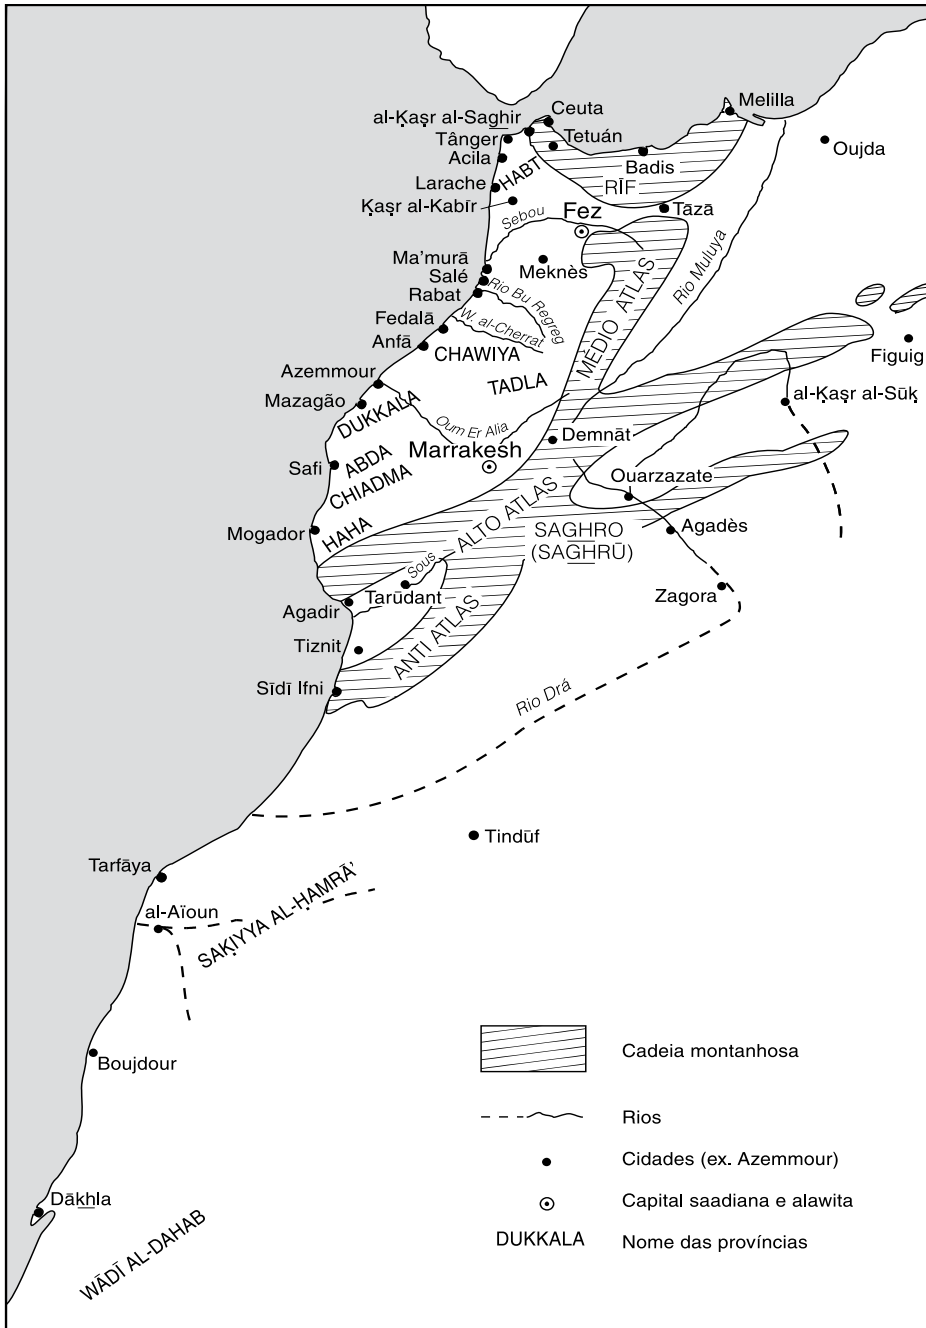 Ceuta
Melilla
al-Ḳaṣr al-Saghir
Tânger
Tetuán
Oujda
Acila
Badis
HABT
RĪF
Larache
Ḳaṣr al-Kabīr
Tāzā
Sebou
Fez
Ma'murā
Meknès
Salé
Rabat
Rio Bu Regreg
MÉDIO ATLAS
Rio Muluya
Fedalā
W. al-Cherrat
Anfā
CHAWIYA
Figuig
Azemmour
TADLA
al-Ḳaṣr al-Sūḳ
Mazagão
DUKKALA
Oum Er Alia
Demnāt
Marrakesh
Safi
ABDA
CHIADMA
Ouarzazate
Mogador
HAHA
ALTO ATLAS
SAGHRO
(SAGHRŪ)
Agadès
Sous
Tarūdant
Zagora
Agadir
ANTI ATLAS
Tiznit
Sīdī Ifni
Rio Drá
Tindūf
Tarfāya
al-Aïoun
SAḲIYYA AL-ḤAMRĀ'
Boujdour
Dākhla
WĀDĪ AL-DAHAB
Cadeia montanhosa
Rios
Cidades (ex. Azemmour)
Capital saadiana e alawita
DUKKALA Nome das províncias